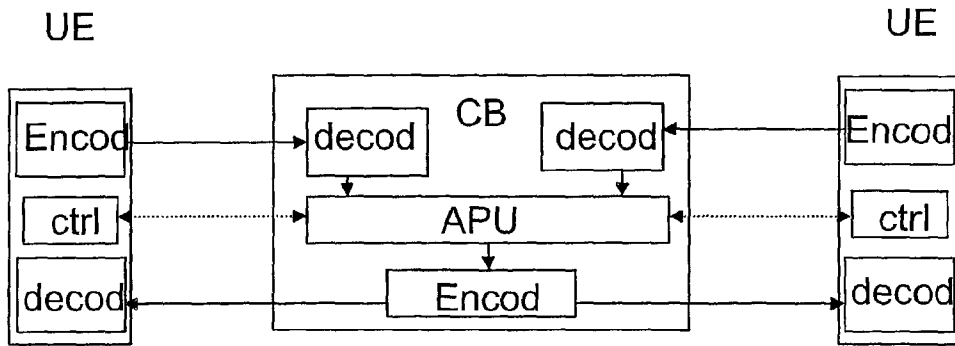 UE
UE
Encod
decod
CB
decod
Encod
ctrl
APU
ctrl
decod
Encod
decod